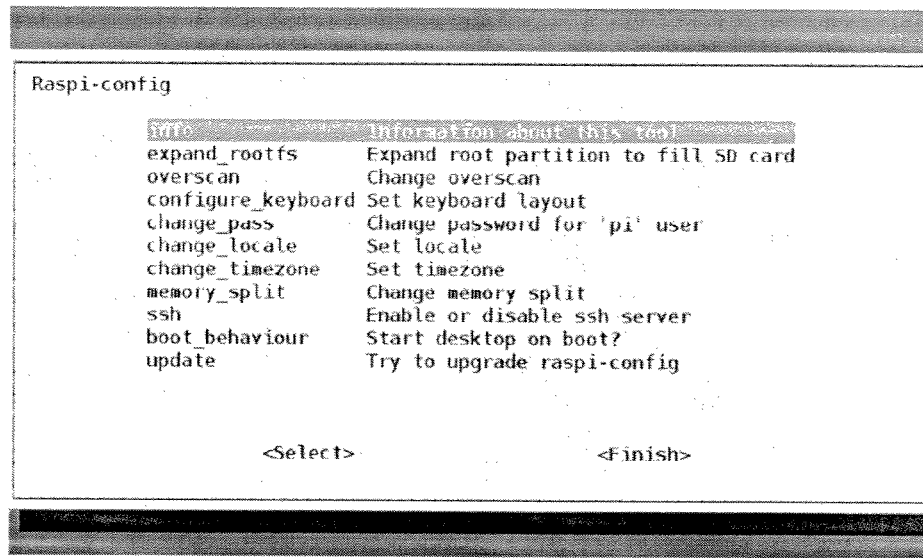 Raspi-config
info Information about this tool
expand_rootfs Expand root partition to fill SD card
overscan Change overscan
configure_keyboard Set keyboard layout
change_pass Change password for 'pi' user
change_locale Set locale
change_timezone Set timezone
memory_split Change memory split
ssh Enable or disable ssh server
boot_behaviour Start desktop on boot?
update Try to upgrade raspi-config
<Select> <Finish>